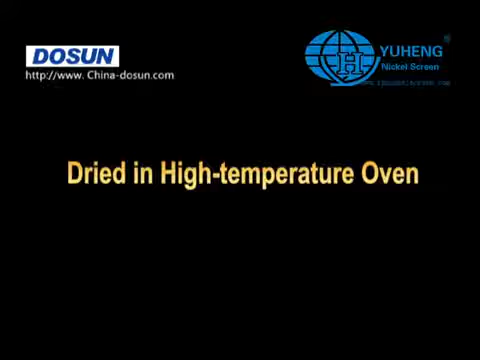 DOSUN
http://www. China-dosun.com
®
YUHENG
Nickel Screen
H
Dried in High-temperature Oven